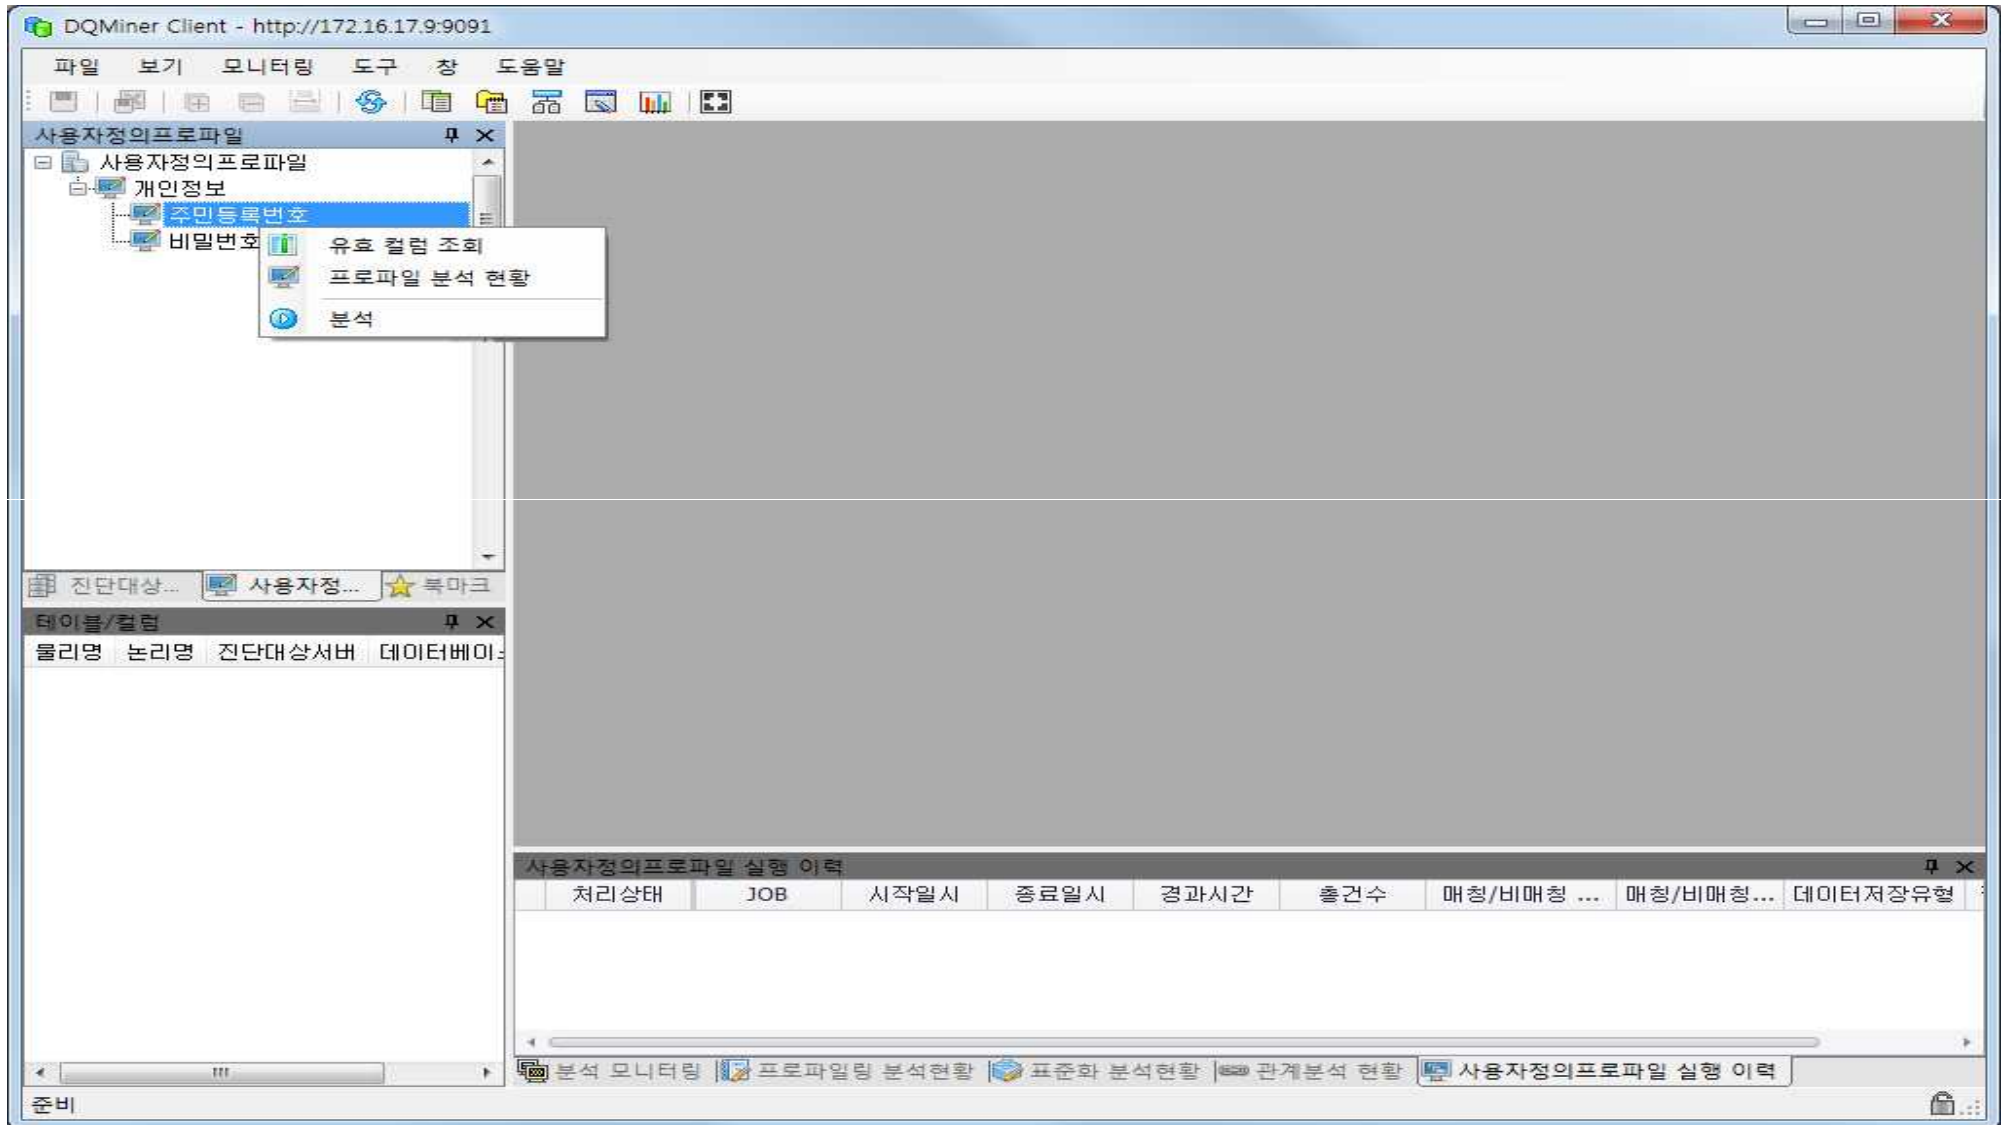 DQMiner Client - http://172.16.17.9:9091
파일 보기 모니터링 도구 창 도움말
사용자정의프로파일
사용자정의프로파일
개인정보
주민등록번호
비밀번호
유효 컬럼 조회
프로파일 분석 현황
분석
진단대상... 사용자정... 북마크
테이블/컬럼
물리명 논리명 진단대상서버 데이터베이
사용자정의프로파일 실행 이력
처리상태 JOB 시작일시 종료일시 경과시간 총건수 매칭/비매칭 ... 매칭/비매칭... 데이터저장유형
분석 모니터링 프로파일링 분석현황 표준화 분석현황 관계분석 현황 사용자정의프로파일 실행 이력
준비